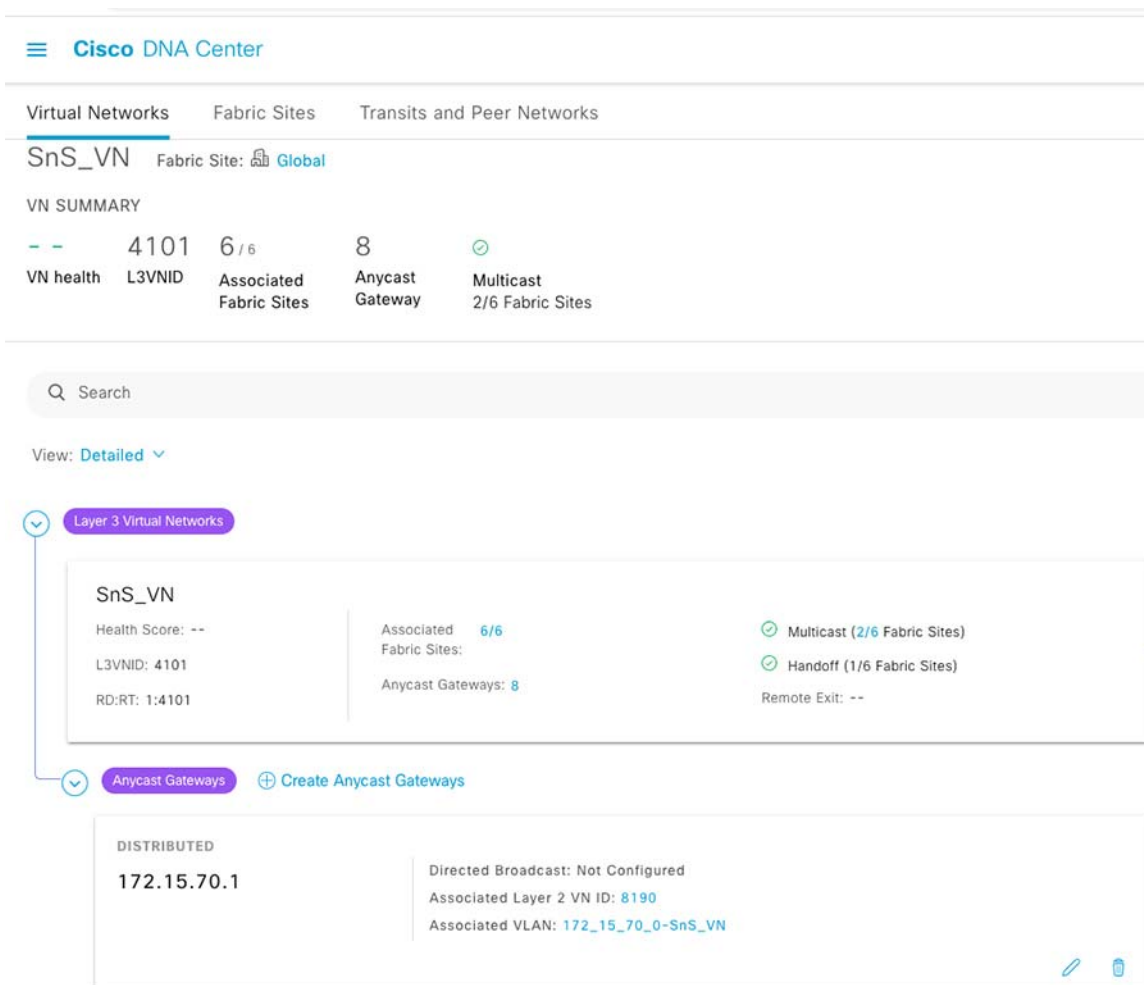 Cisco DNA Center
Virtual Networks Fabric Sites Transits and Peer Networks
SnS_VN Fabric Site: Global
VN SUMMARY
-- 4101 6/6 8
VN health L3VNID Associated Fabric Sites Anycast Gateway Multicast
2/6 Fabric Sites
Search
View: Detailed
Layer 3 Virtual Networks
SnS_VN
Health Score: --
L3VNID: 4101
RD:RT: 1:4101
Associated Fabric Sites: 6/6
Anycast Gateways: 8
Multicast (2/6 Fabric Sites)
Handoff (1/6 Fabric Sites)
Remote Exit: --
Anycast Gateways Create Anycast Gateways
DISTRIBUTED
172.15.70.1
Directed Broadcast: Not Configured
Associated Layer 2 VN ID: 8190
Associated VLAN: 172_15_70_0-SnS_VN